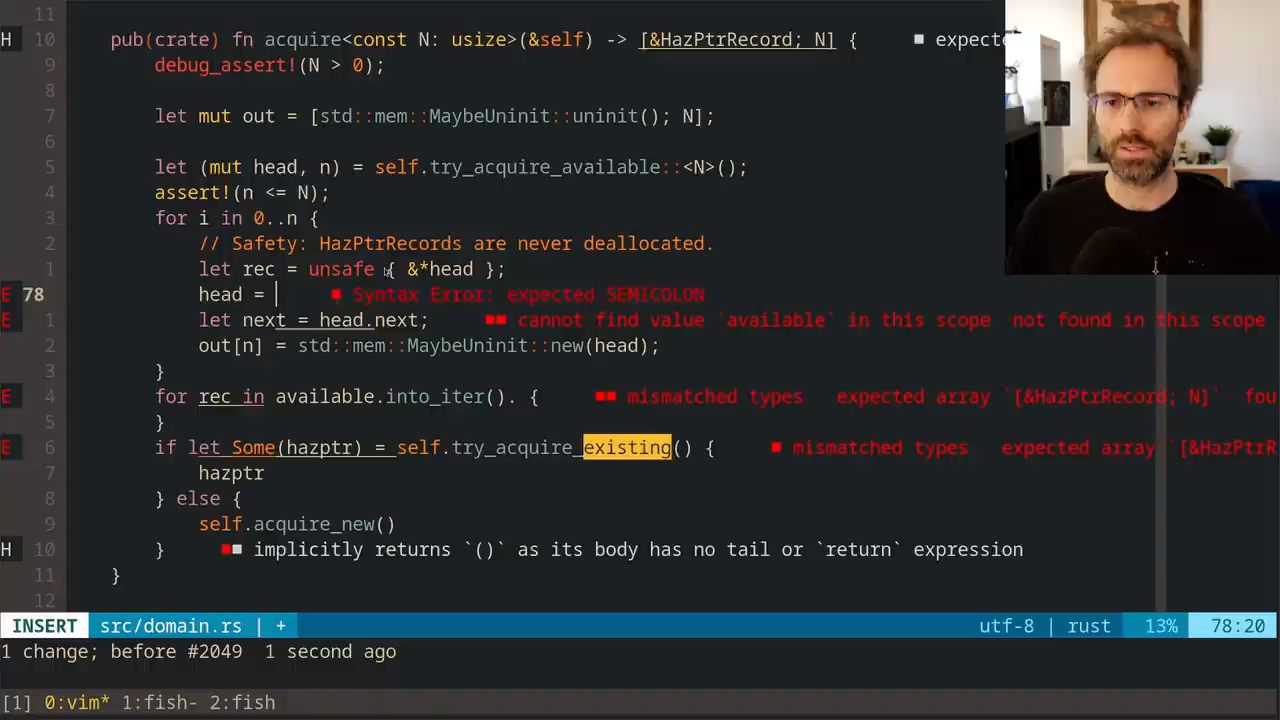 11
H 10 pub(crate) fn acquire<const N: usize>(&self) -> [&HazPtrRecord; N] { ■ expecte
9 debug_assert!(N > 0);
8
7 let mut out = [std::mem::MaybeUninit::uninit(); N];
6
5 let (mut head, n) = self.try_acquire_available::<N>();
4 assert!(n <= N);
3 for i in 0..n {
2 // Safety: HazPtrRecords are never deallocated.
1 let rec = unsafe { &*head };
E 78 head = ■ Syntax Error: expected SEMICOLON
E 1 let next = head.next; ■■ cannot find value `available` in this scope not found in this scope
2 out[n] = std::mem::MaybeUninit::new(head);
3 }
E 4 for rec in available.into_iter(). { ■■ mismatched types expected array `[&HazPtrRecord; N]` fou
5 }
E 6 if let Some(hazptr) = self.try_acquire_existing() { ■ mismatched types expected array `[&HazPtrR
7 hazptr
8 } else {
9 self.acquire_new()
H 10 } ■■ implicitly returns `()` as its body has no tail or `return` expression
11 }
12
INSERT src/domain.rs | + utf-8 | rust 13% 78:20
1 change; before #2049 1 second ago
[1] 0:vim* 1:fish- 2:fish